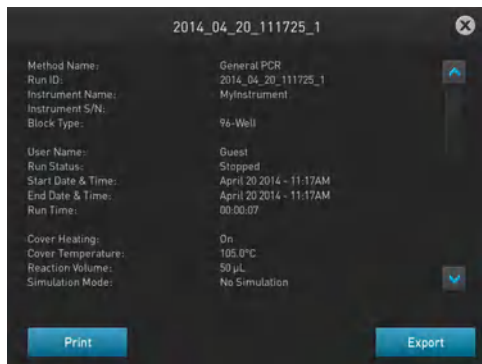 2014_04_20_111725_1
Method Name: General PCR
Run ID: 2014_04_20_111725_1
Instrument Name: MyInstrument
Instrument S/N:
Block Type: 96-Well
User Name: Guest
Run Status: Stopped
Start Date & Time: April 20 2014 - 11:17AM
End Date & Time: April 20 2014 - 11:17AM
Run Time: 00:00:07
Cover Heating: On
Cover Temperature: 105.0°C
Reaction Volume: 50 µL
Simulation Mode: No Simulation
Print Export